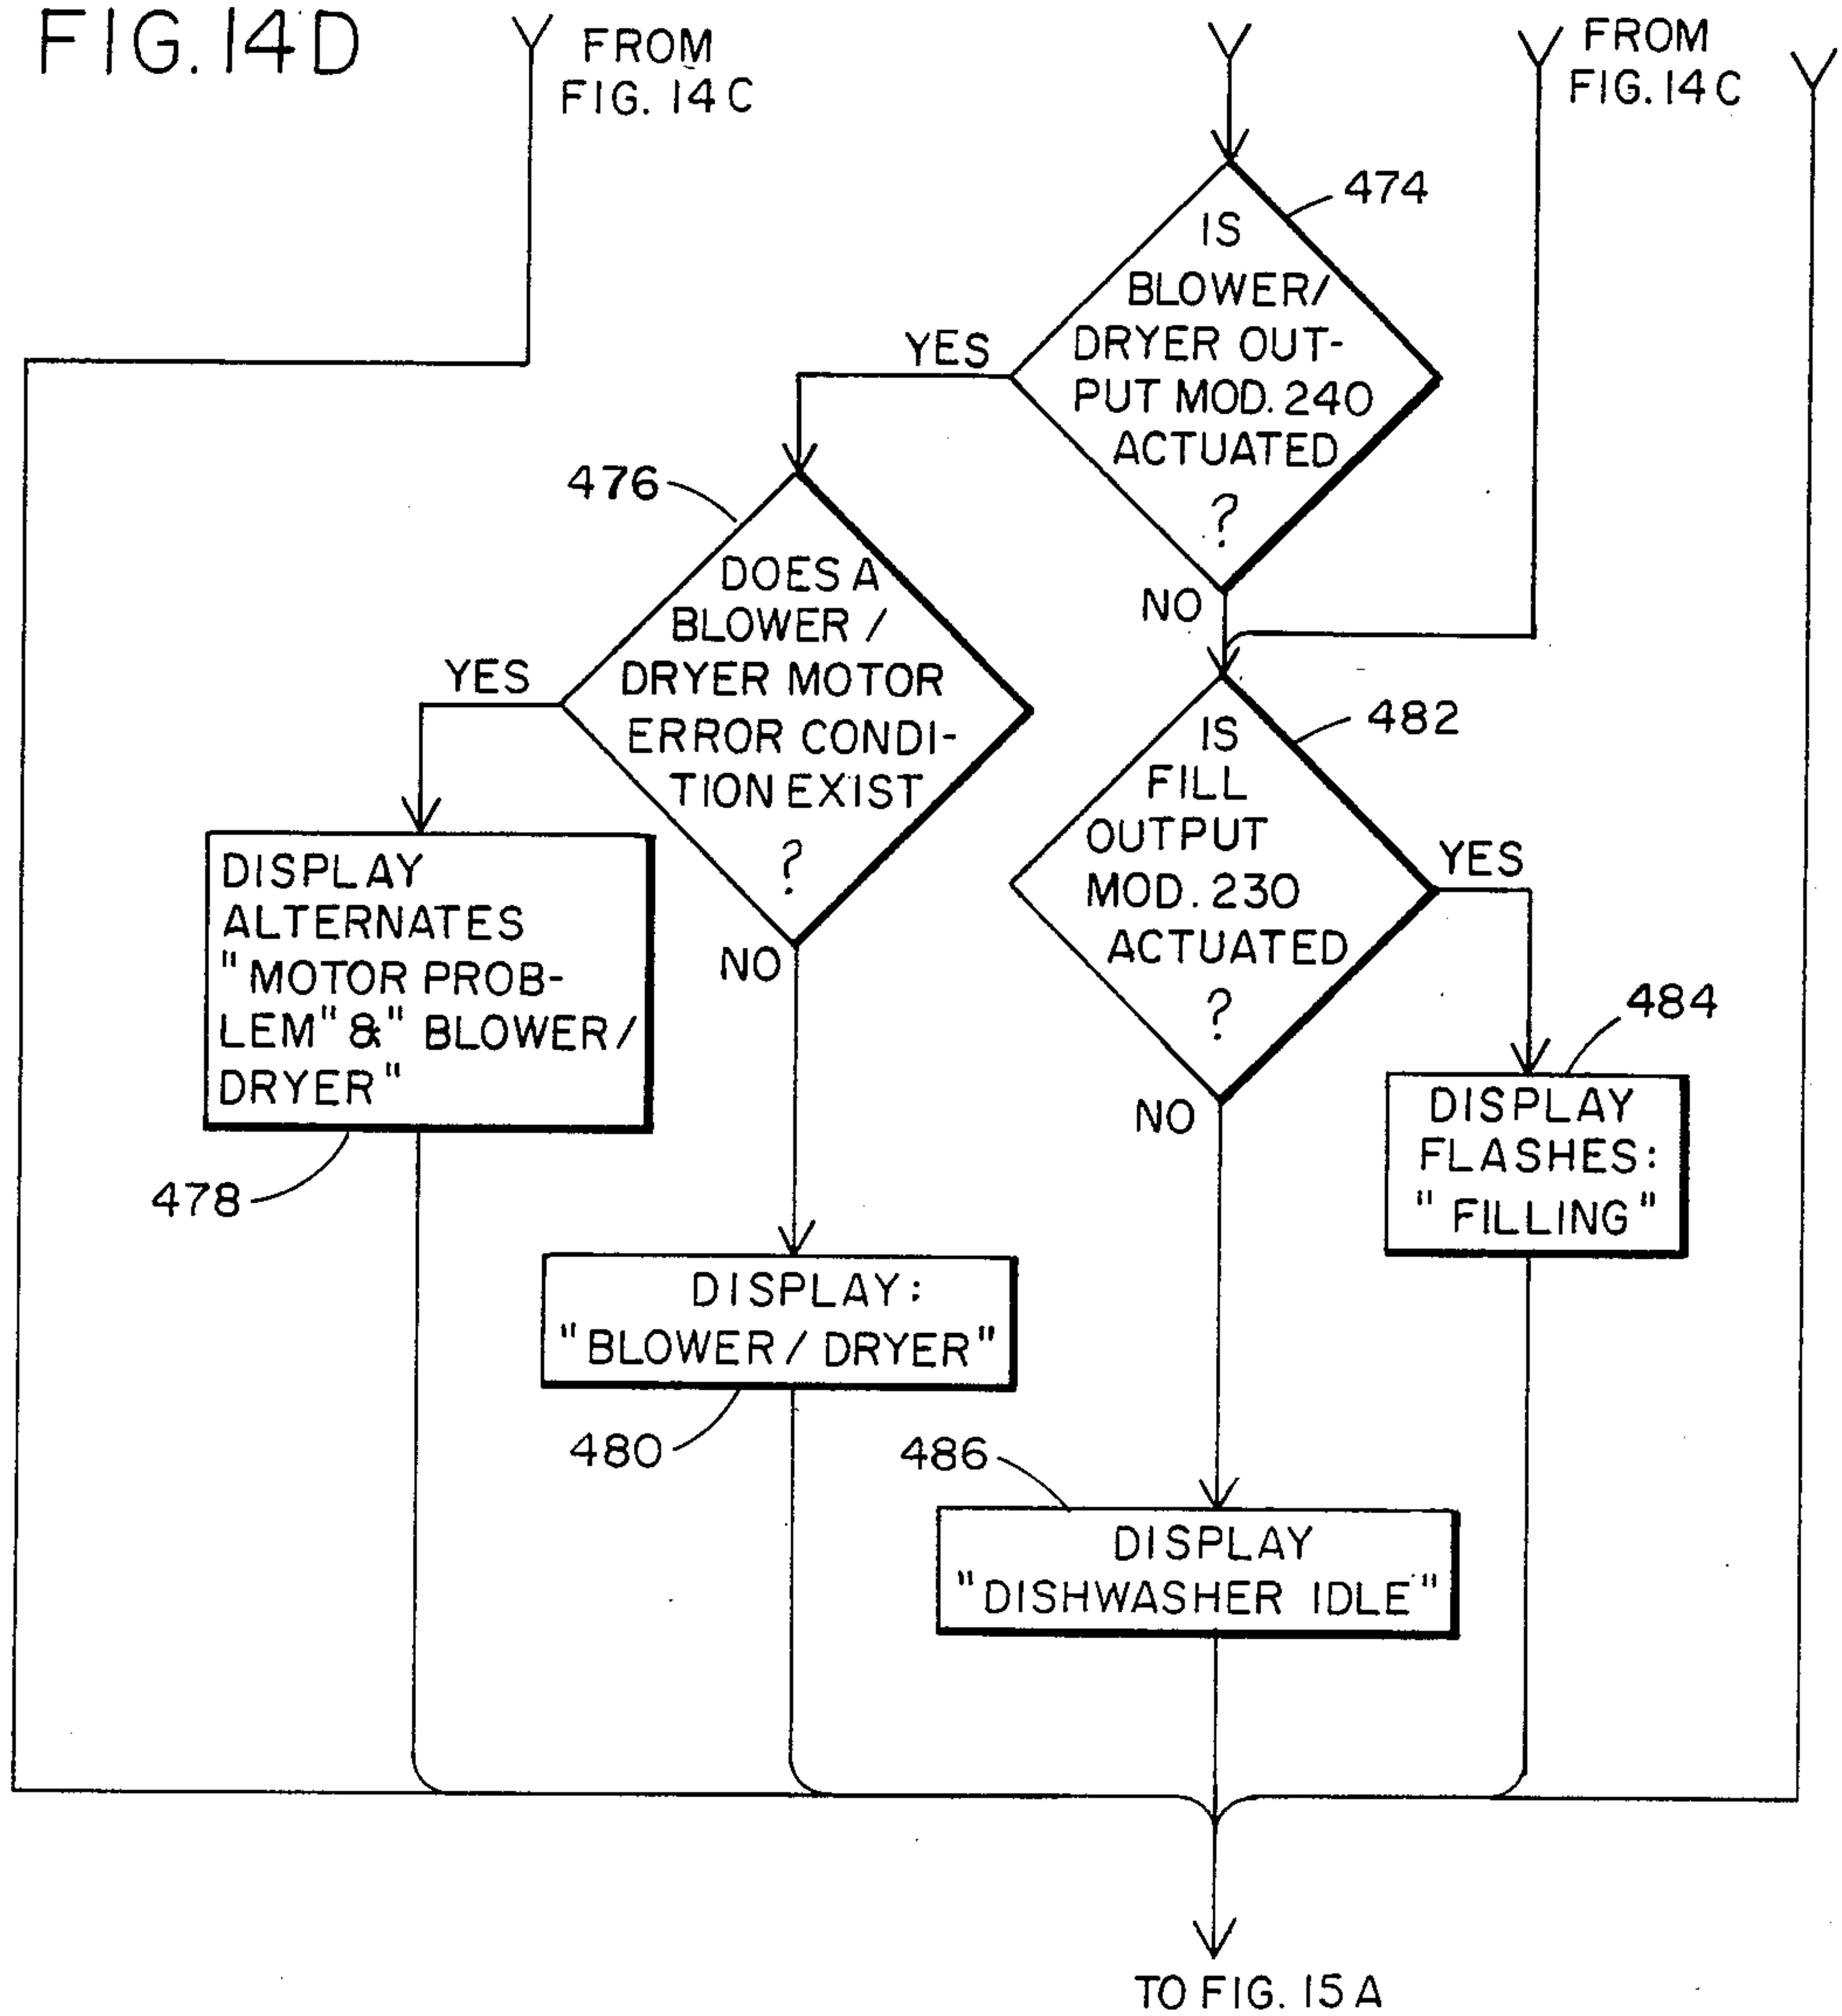 FIG. 14D
FROM
FIG. 14C
FROM
FIG. 14C
474
IS
BLOWER/
DRYER OUT-
PUT MOD. 240
ACTUATED
?
YES
NO
476
DOES A
BLOWER /
DRYER MOTOR
ERROR CONDI-
TION EXIST
?
YES
NO
482
IS
FILL
OUTPUT
MOD. 230
ACTUATED
?
YES
NO
DISPLAY
ALTERNATES
"MOTOR PROB-
LEM" &" BLOWER/
DRYER"
478
484
DISPLAY
FLASHES:
"FILLING"
DISPLAY:
"BLOWER/ DRYER"
480
486
DISPLAY
"DISHWASHER IDLE"
TO FIG. 15A